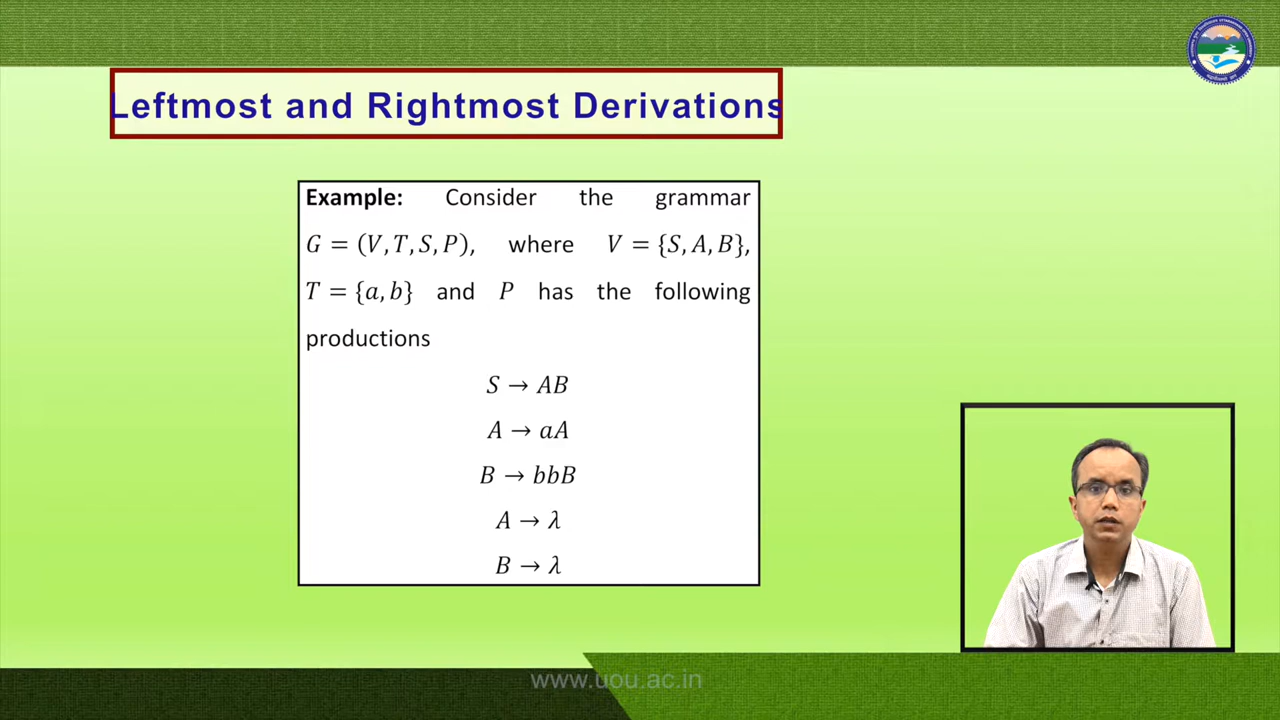 Leftmost and Rightmost Derivations
Example: Consider the grammar
G = (V, T, S, P), where V = {S, A, B},
T = {a, b} and P has the following
productions
S → AB
A → aA
B → bbB
A → λ
B → λ
www.uou.ac.in